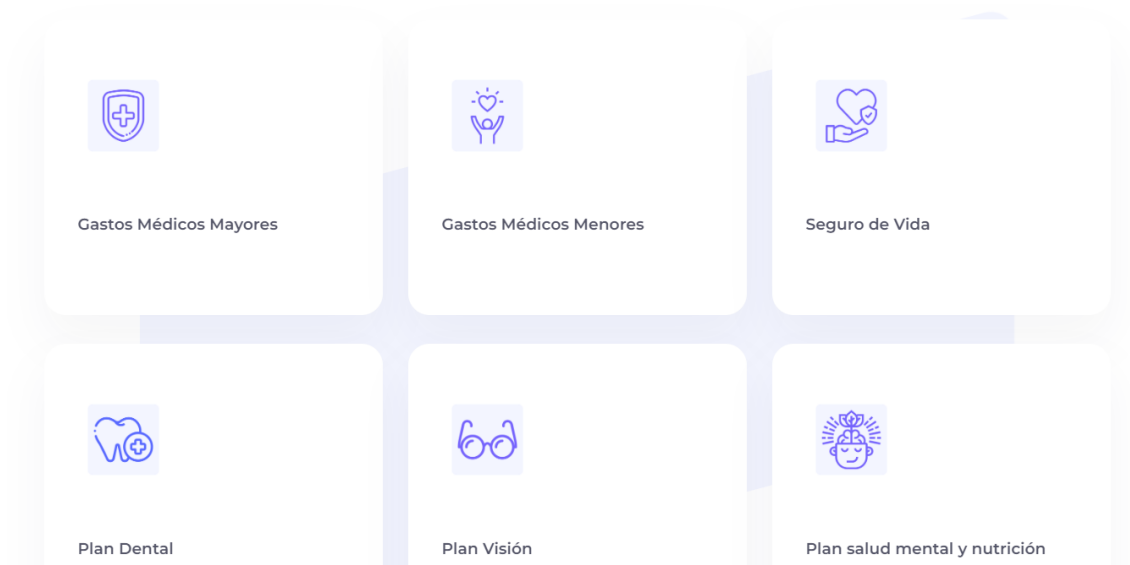 Gastos Médicos Mayores
Gastos Médicos Menores
Seguro de Vida
Plan Dental
Plan Visión
Plan salud mental y nutrición